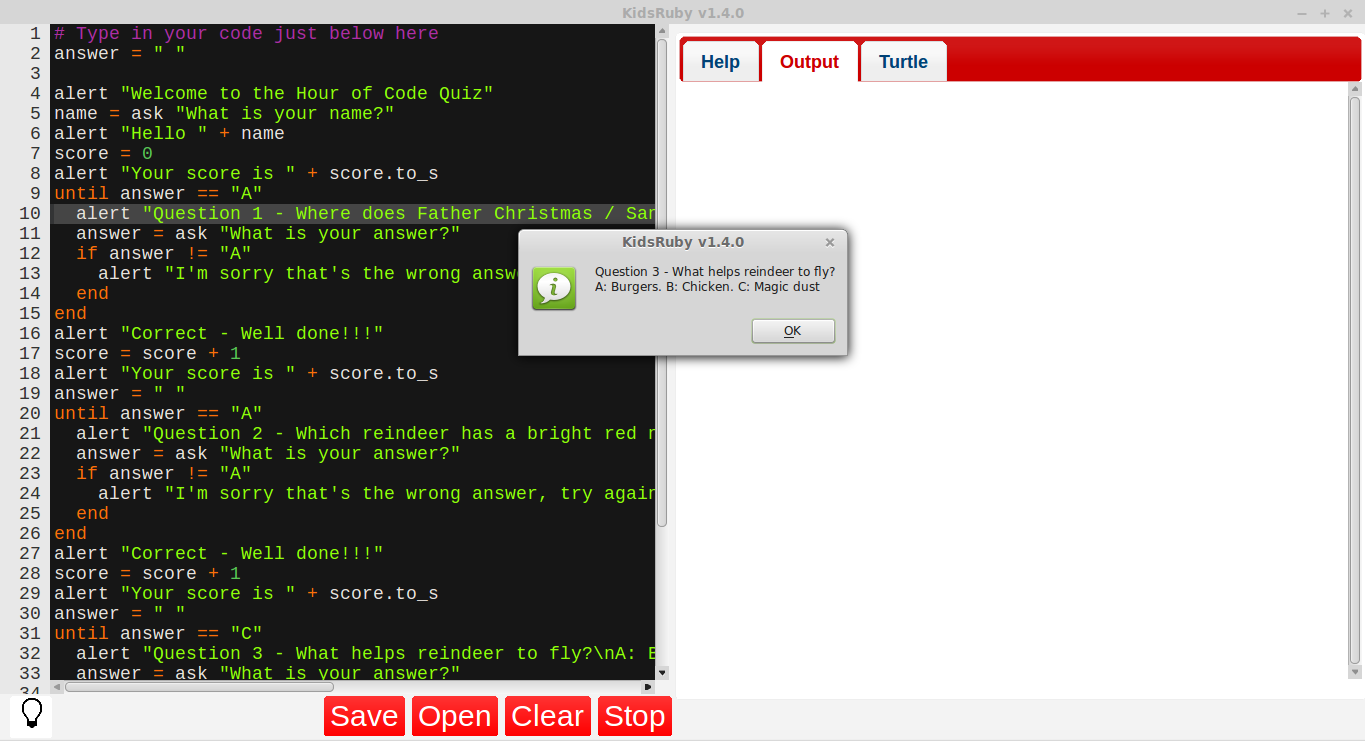 KidsRuby v1.4.0
1 # Type in your code just below here
2 answer = " "
3
4 alert "Welcome to the Hour of Code Quiz"
5 name = ask "What is your name?"
6 alert "Hello " + name
7 score = 0
8 alert "Your score is " + score.to_s
9 until answer == "A"
10 alert "Question 1 - Where does Father Christmas /
11 answer = ask "What is your answer?"
12 if answer != "A"
13 alert "I'm sorry that's the wrong
14 end
15 end
16 alert "Correct - Well done!!!"
17 score = score + 1
18 alert "Your score is " + score.to_s
19 answer = " "
20 until answer == "A"
21 alert "Question 2 - Which reindeer has a bright red
22 answer = ask "What is your answer?"
23 if answer != "A"
24 alert "I'm sorry that's the wrong answer, try again
25 end
26 end
27 alert "Correct - Well done!!!"
28 score = score + 1
29 alert "Your score is " + score.to_s
30 answer = " "
31 until answer == "C"
32 alert "Question 3 - What helps reindeer to fly?\nA:
33 answer = ask "What is your answer?"
34
Help Output Turtle
KidsRuby v1.4.0
Question 3 - What helps reindeer to fly?
A: Burgers. B: Chicken. C: Magic dust
OK
Save Open Clear Stop